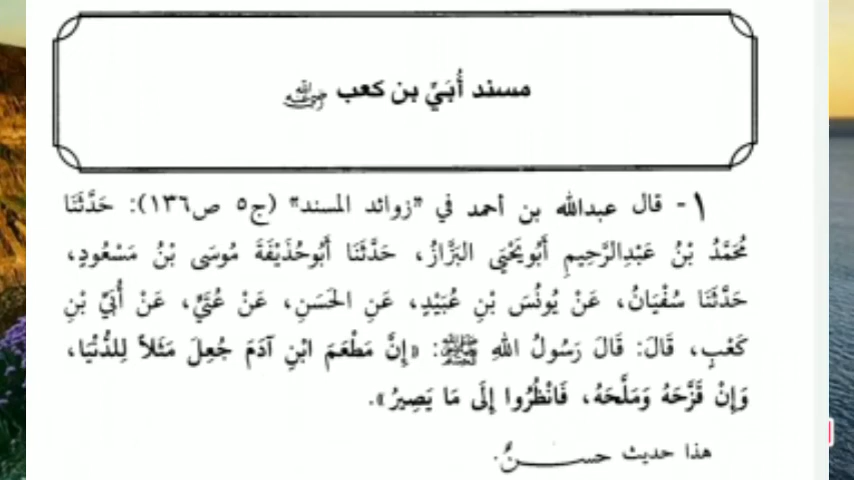 مسند أُبَيِّ بن كعب رضي الله عنه
١- قال عبدالله بن أحمد في "زوائد المسند" (ج٥ ص١٣٦): حَدَّثَنَا
مُحَمَّدُ بْنُ عَبْدِالرَّحِيمِ أَبُويَحْيَى البَزَّازُ، حَدَّثَنَا أَبُوحُذَيْفَةَ مُوسَى بْنُ مَسْعُودٍ،
حَدَّثَنَا سُفْيَانُ، عَنْ يُونُسَ بْنِ عُبَيْدٍ، عَنِ الحَسَنِ، عَنْ عُتَيٍّ، عَنْ أُبَيِّ بْنِ
كَعْبٍ، قَالَ: قَالَ رَسُولُ اللهِ ﷺ: «إِنَّ مَطْعَمَ ابْنِ آدَمَ جُعِلَ مَثَلاً لِلدُّنْيَا،
وَإِنْ قَزَّحَهُ وَمَلَّحَهُ، فَانْظُرُوا إِلَى مَا يَصِيرُ».
هذا حديث حسنٌ.